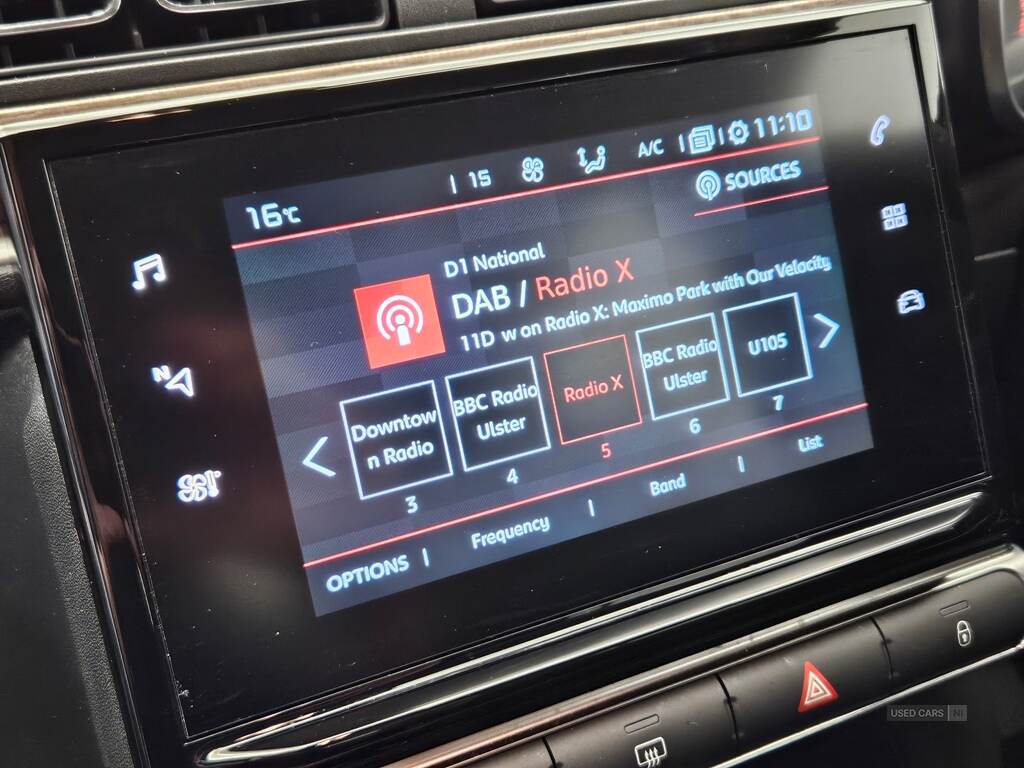 16°C
15
A/C
11:10
SOURCES
D1 National
DAB / Radio X
11D w on Radio X: Maximo Park with Our Velocity
Downtow
n Radio
3
BBC Radio
Ulster
4
Radio X
5
BBC Radio
Ulster
6
U105
7
OPTIONS
Frequency
Band
List
N
USED CARS NI